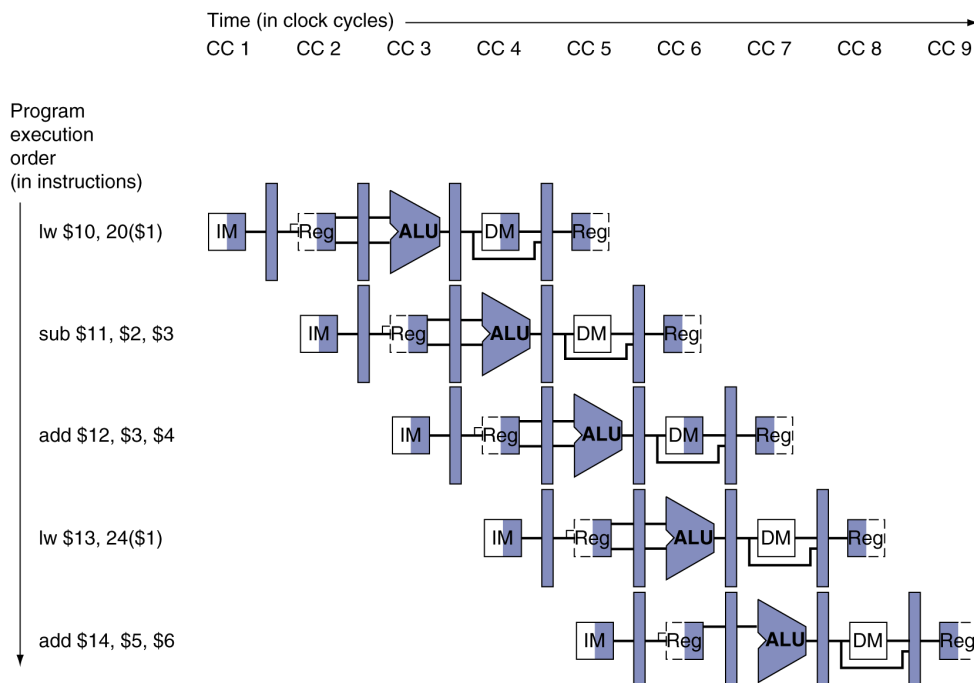 Time (in clock cycles)
CC 1 CC 2 CC 3 CC 4 CC 5 CC 6 CC 7 CC 8 CC 9
Program
execution
order
(in instructions)
lw $10, 20($1) IM Reg ALU DM Reg
sub $11, $2, $3 IM Reg ALU DM Reg
add $12, $3, $4 IM Reg ALU DM Reg
lw $13, 24($1) IM Reg ALU DM Reg
add $14, $5, $6 IM Reg ALU DM Reg